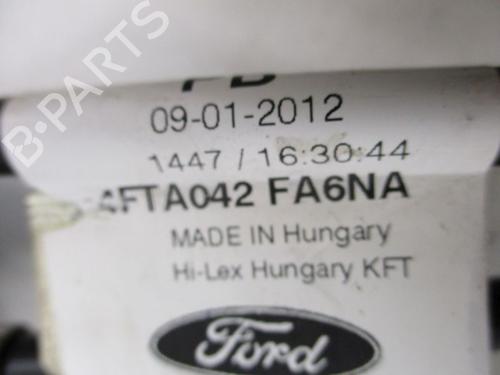 09-01-2012
1447 / 16:30:44
FTA042 FA6NA
MADE IN Hungary
Hi-Lex Hungary KFT
Ford
B-PARTS